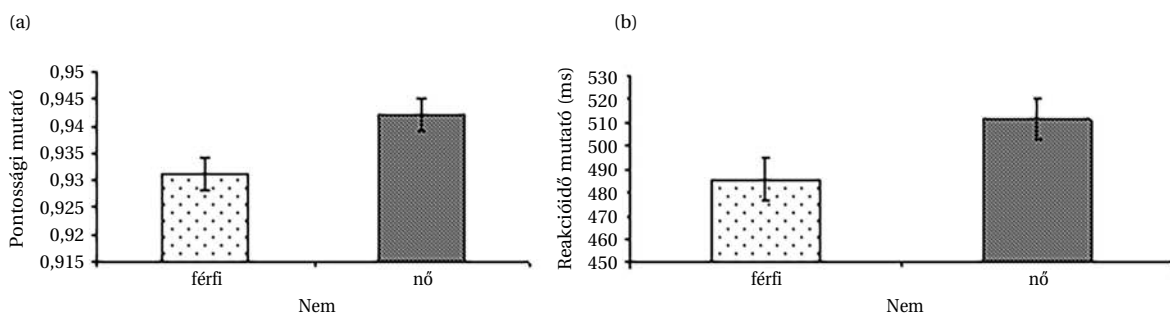 (a)
Pontossági mutató
0,95
0,945
0,94
0,935
0,93
0,925
0,92
0,915
férfi
nő
Nem
(b)
Reakcióidő mutató (ms)
530
520
510
500
490
480
470
460
450
férfi
nő
Nem